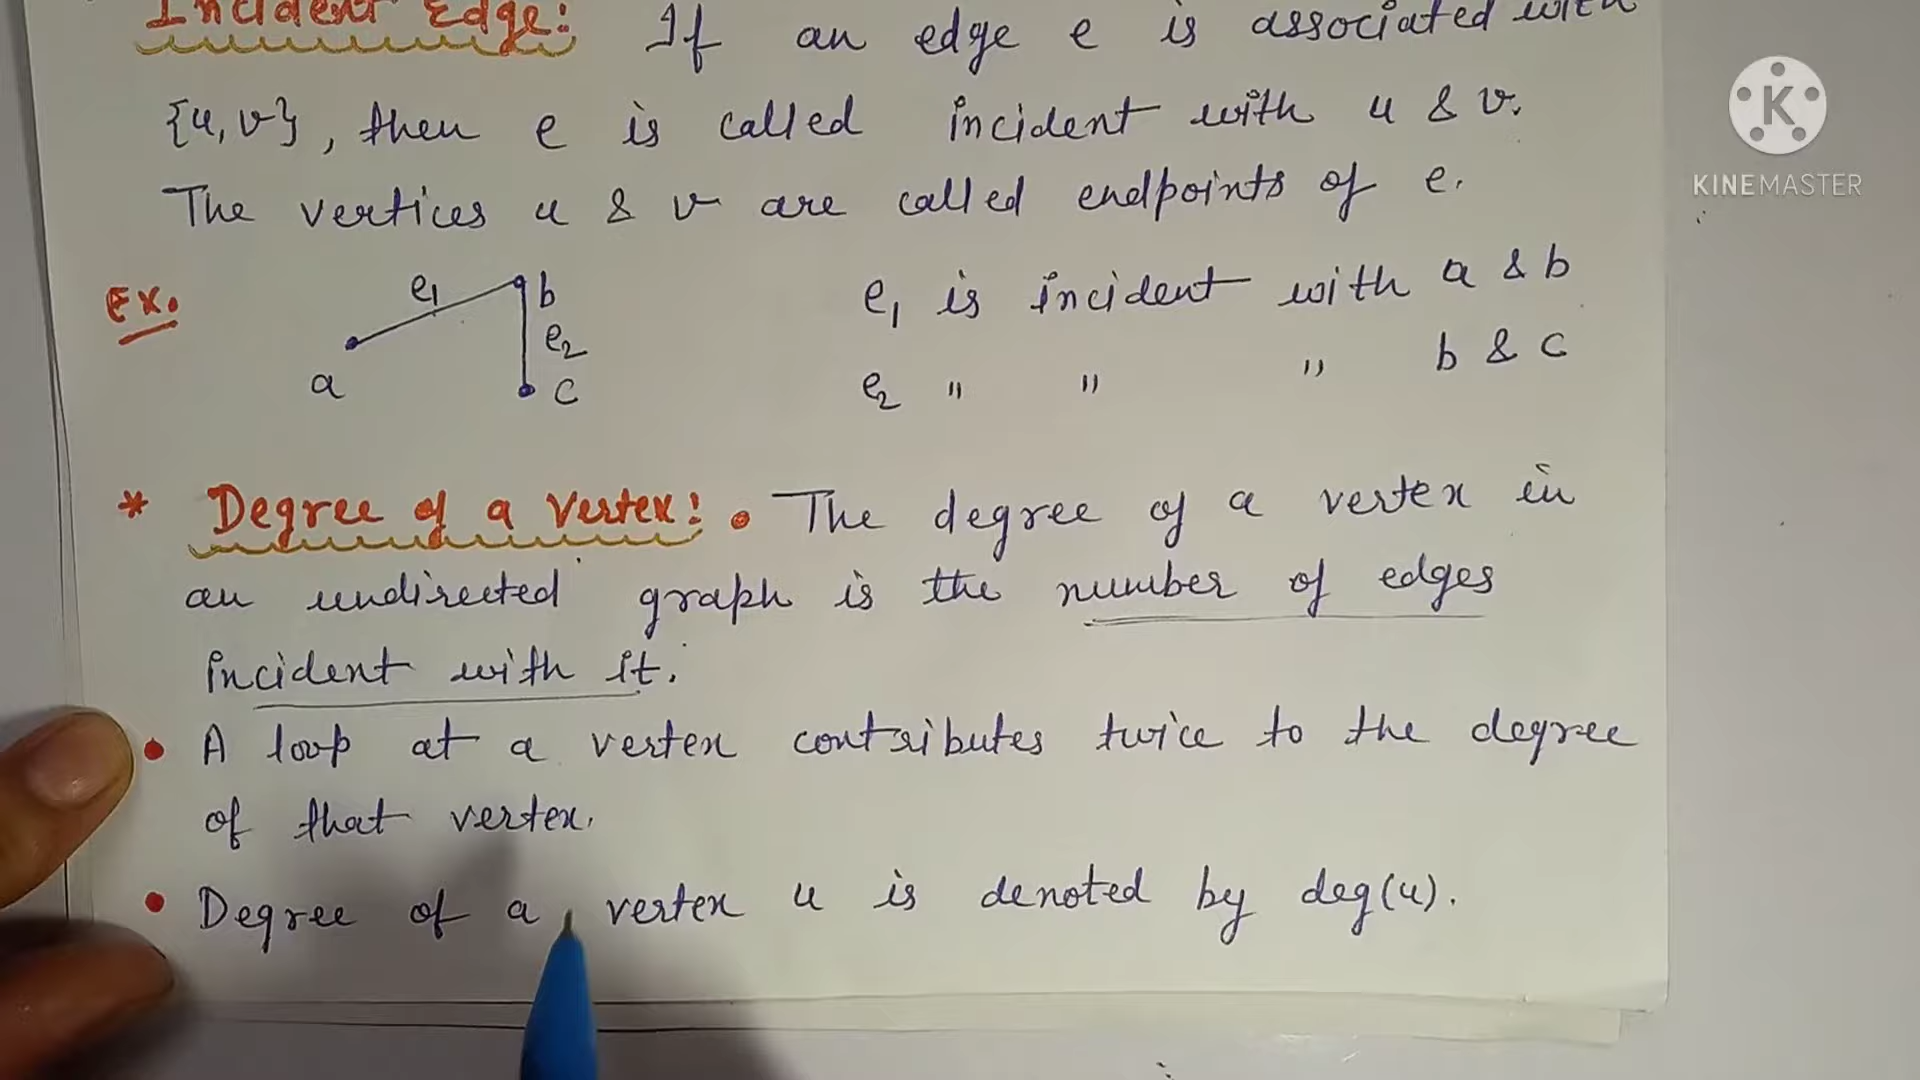 Incident Edge: If an edge e is associated with
{u, v}, then e is called incident with u & v.
The vertices u & v are called endpoints of e.
Ex.
e1
b
e2
a
c
e1 is incident with a & b
e2 " " " b & c
* Degree of a Vertex: • The degree of a vertex in
an undirected graph is the number of edges
incident with it.
• A loop at a vertex contributes twice to the degree
of that vertex.
• Degree of a vertex u is denoted by deg(u).
K
KINEMASTER